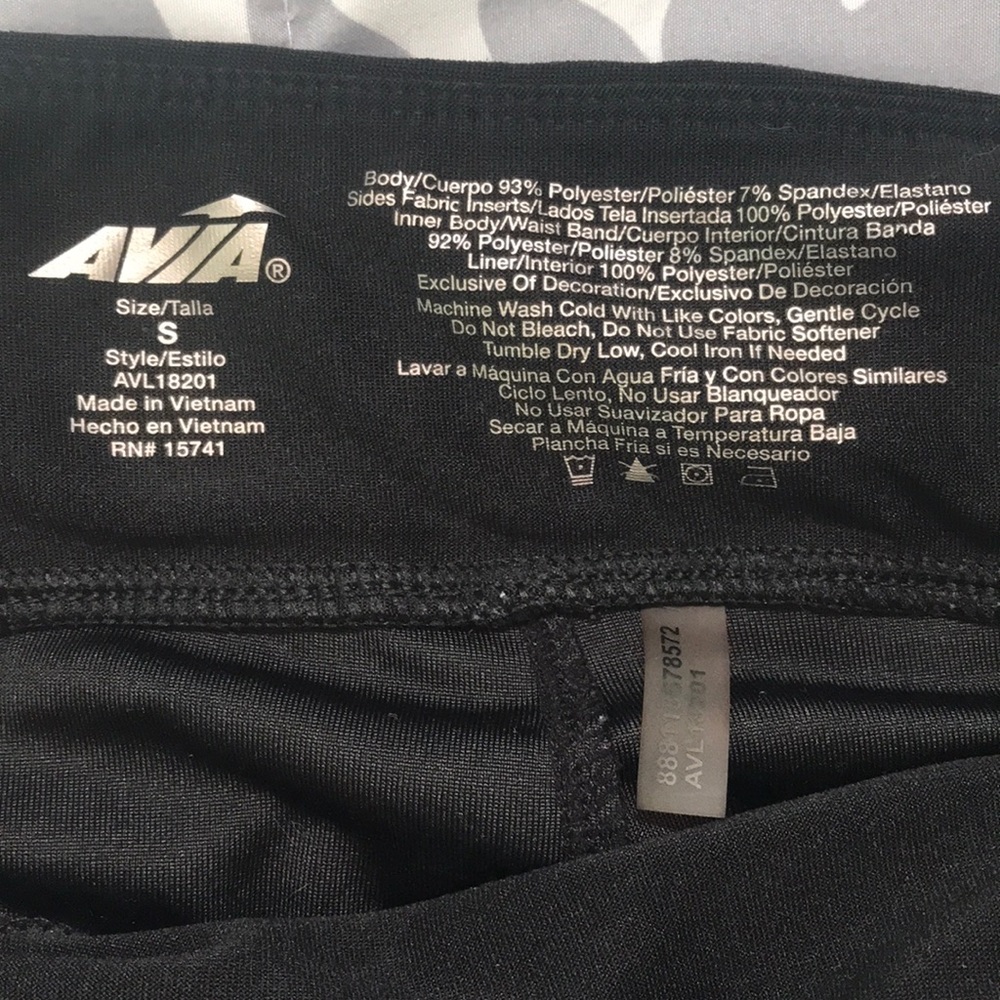 AVIA®
Size/Talla
S
Style/Estilo
AVL18201
Made in Vietnam
Hecho en Vietnam
RN# 15741
Body/Cuerpo 93% Polyester/Poliéster 7% Spandex/Elastano
Sides Fabric Inserts/Lados Tela Insertada 100% Polyester/Poliéster
Inner Body/Waist Band/Cuerpo Interior/Cintura Banda
92% Polyester/Poliéster 8% Spandex/Elastano
Liner/Interior 100% Polyester/Poliéster
Exclusive Of Decoration/Exclusivo De Decoración
Machine Wash Cold With Like Colors, Gentle Cycle
Do Not Bleach, Do Not Use Fabric Softener
Tumble Dry Low, Cool Iron If Needed
Lavar a Máquina Con Agua Fría y Con Colores Similares
Ciclo Lento, No Usar Blanqueador
No Usar Suavizador Para Ropa
Secar a Máquina a Temperatura Baja
Plancha Fria si es Necesario
AVL18201